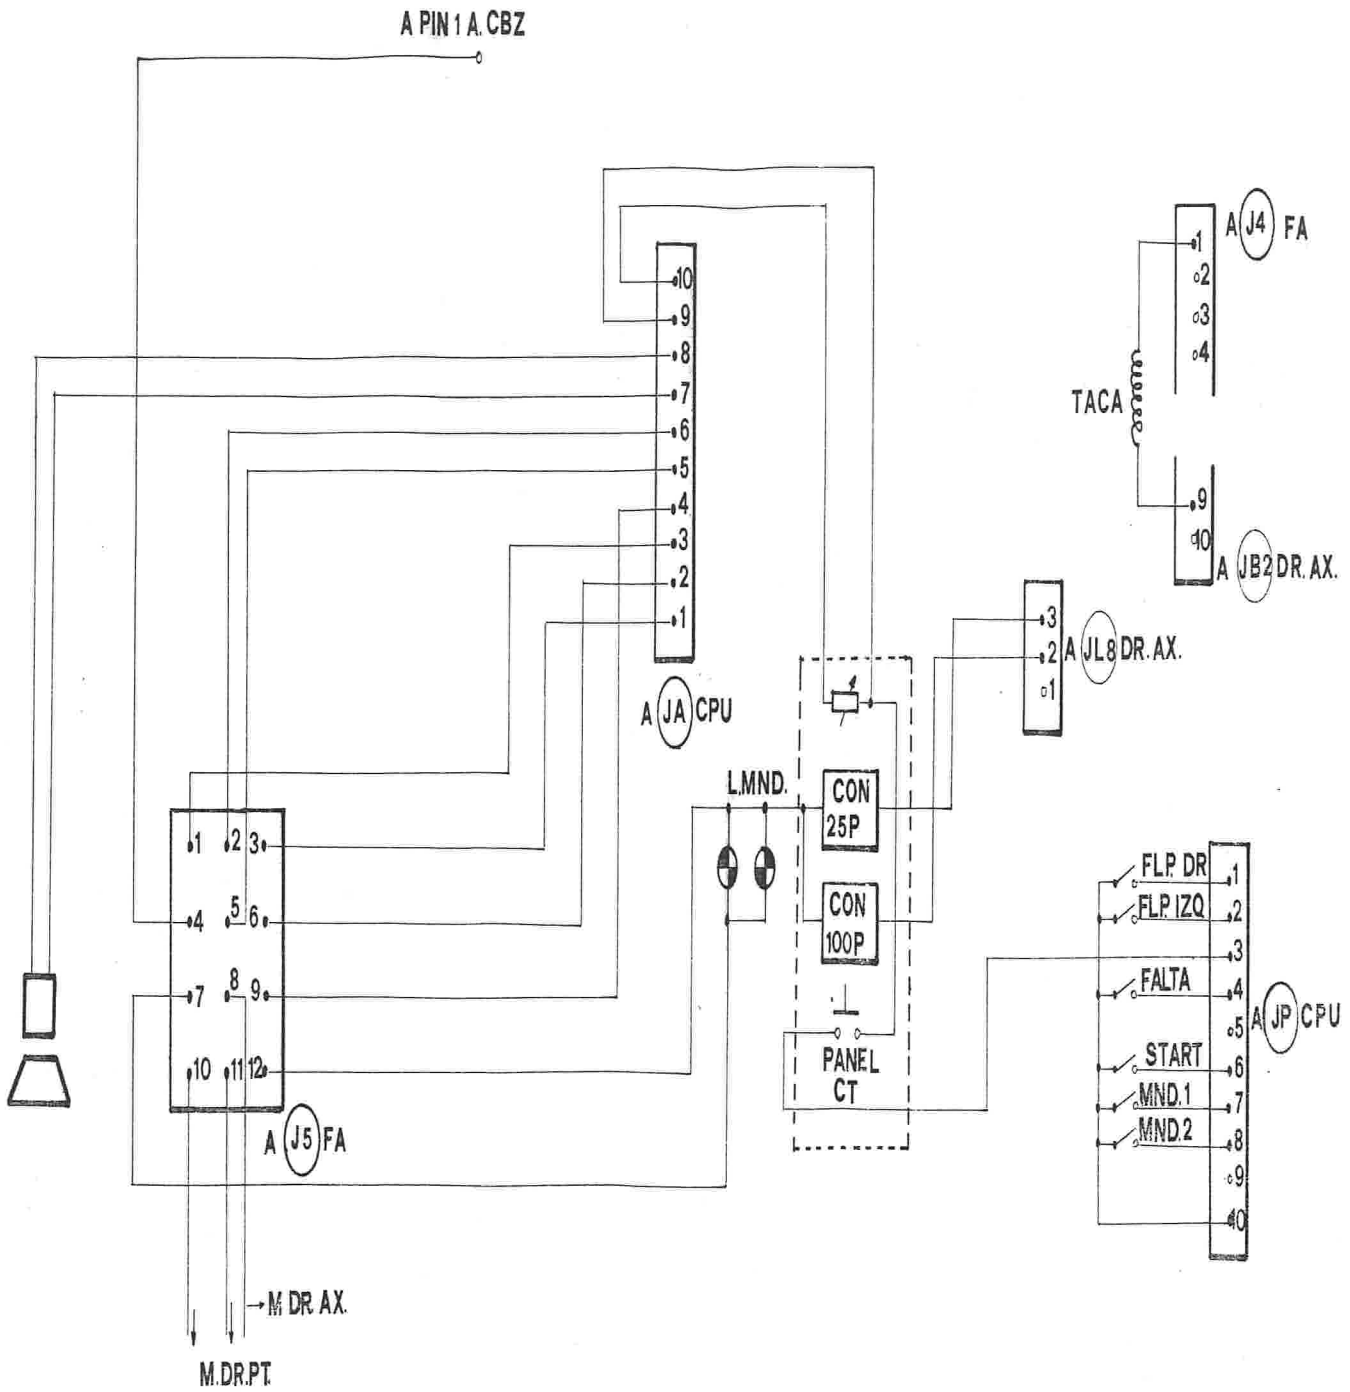 A PIN 1 A. CBZ
10
9
8
7
6
5
4
3
2
1
A JA CPU
A J4 FA
1
2
3
4
TACA
9
10
A JB2 DR. AX.
3
2
1
A JL8 DR. AX.
L.MND.
CON
25P
CON
100P
PANEL
CT
1 2 3
4 5 6
7 8 9
10 11 12
A J5 FA
M DR AX.
M.DR.PT.
FLP. DR 1
FLP. IZQ 2
3
FALTA 4
5
START 6
MND.1 7
MND.2 8
9
10
A JP CPU